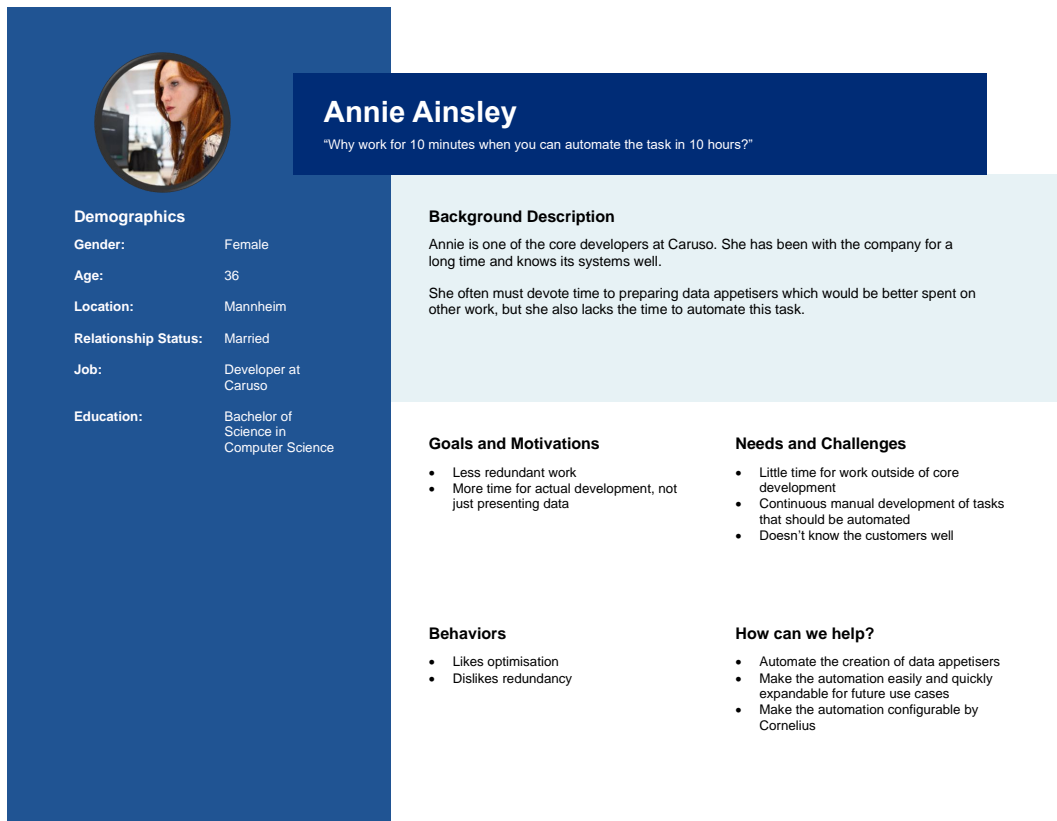 Annie Ainsley
“Why work for 10 minutes when you can automate the task in 10 hours?”
Demographics
Gender: Female
Age: 36
Location: Mannheim
Relationship Status: Married
Job: Developer at
Caruso
Education: Bachelor of
Science in
Computer Science
Background Description
Annie is one of the core developers at Caruso. She has been with the company for a
long time and knows its systems well.
She often must devote time to preparing data appetisers which would be better spent on
other work, but she also lacks the time to automate this task.
Goals and Motivations
• Less redundant work
• More time for actual development, not
just presenting data
Needs and Challenges
• Little time for work outside of core
development
• Continuous manual development of tasks
that should be automated
• Doesn’t know the customers well
Behaviors
• Likes optimisation
• Dislikes redundancy
How can we help?
• Automate the creation of data appetisers
• Make the automation easily and quickly
expandable for future use cases
• Make the automation configurable by
Cornelius